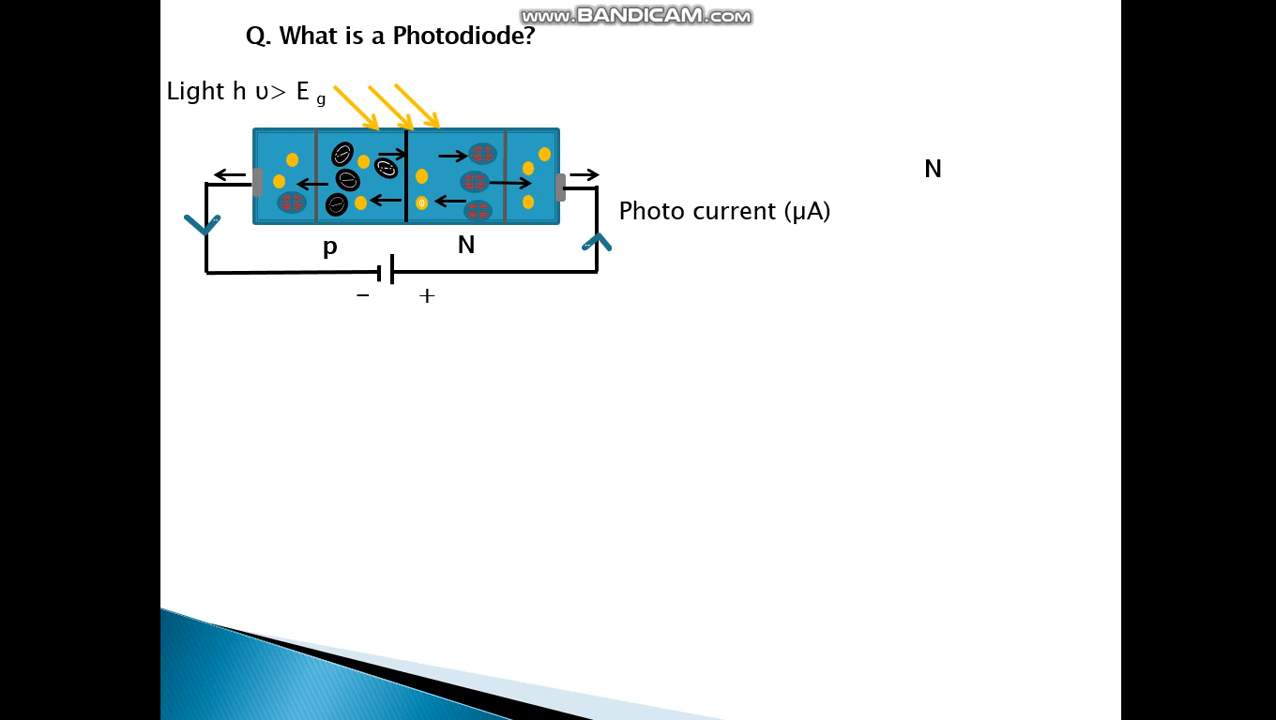 www.BANDICAM.com
Q. What is a Photodiode?
Light h υ> E g
N
Photo current (μA)
p N
− +